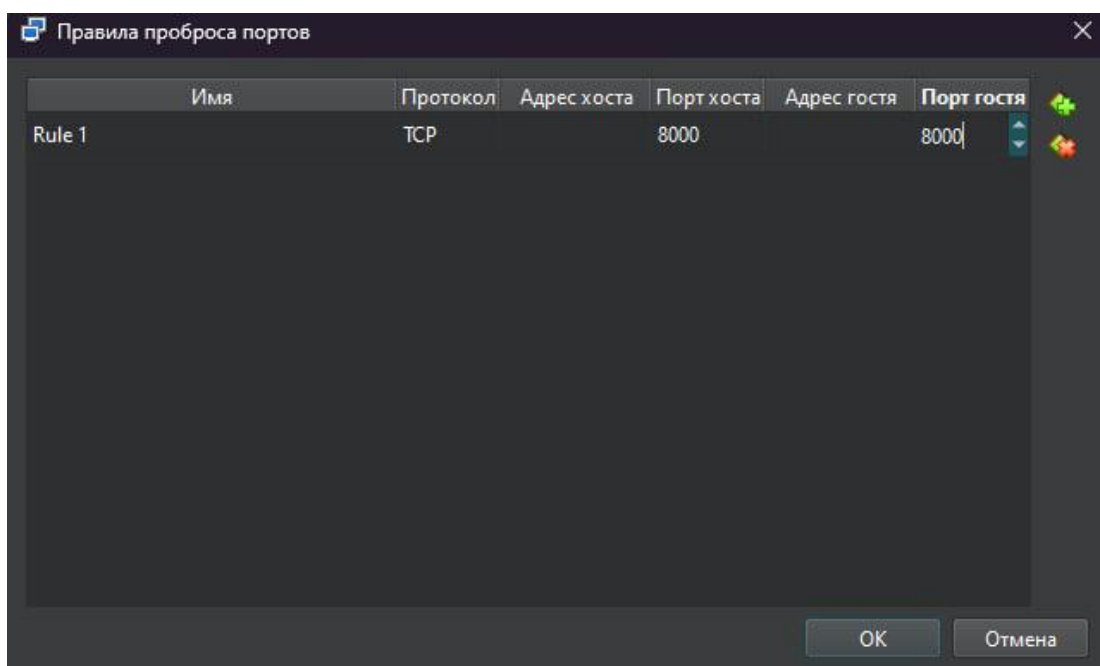 Правила проброса портов
Имя Протокол Адрес хоста Порт хоста Адрес гостя Порт гостя
Rule 1 TCP 8000 8000
OK Отмена